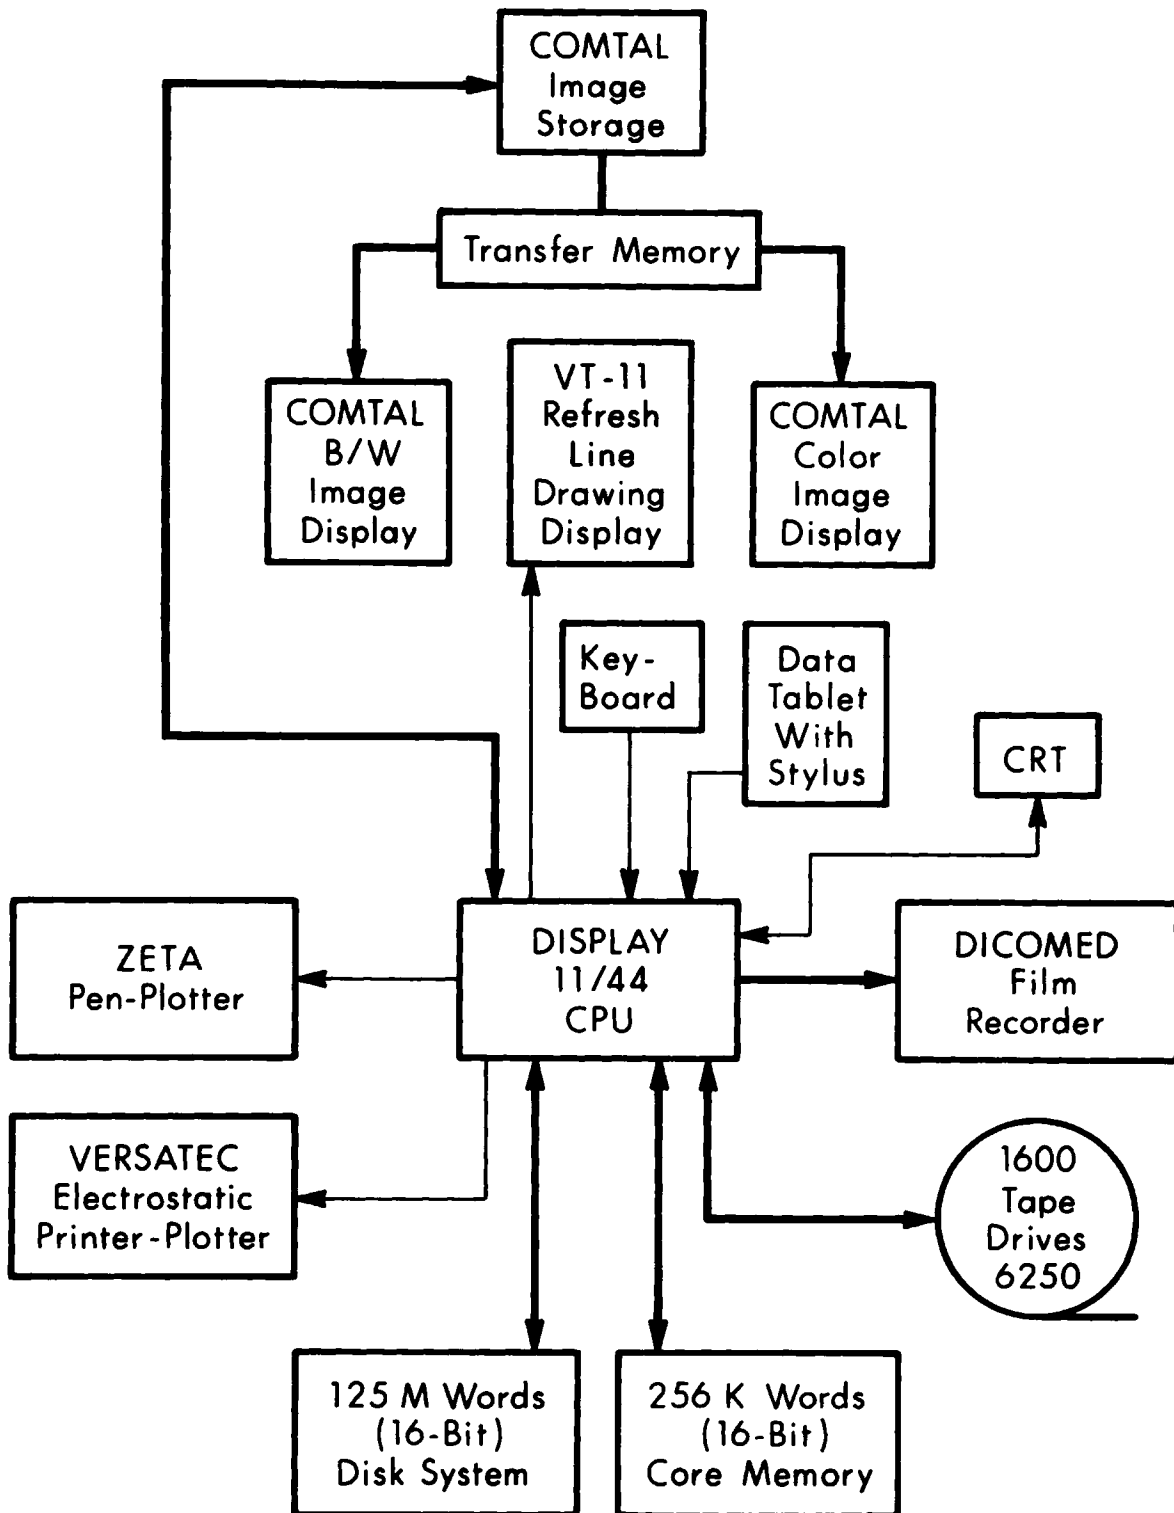 COMTAL
Image
Storage
Transfer Memory
COMTAL
B/W
Image
Display
VT-11
Refresh
Line
Drawing
Display
COMTAL
Color
Image
Display
Key-
Board
Data
Tablet
With
Stylus
CRT
ZETA
Pen-Plotter
DISPLAY
11/44
CPU
DICOMED
Film
Recorder
VERSATEC
Electrostatic
Printer-Plotter
1600
Tape
Drives
6250
125 M Words
(16-Bit)
Disk System
256 K Words
(16-Bit)
Core Memory